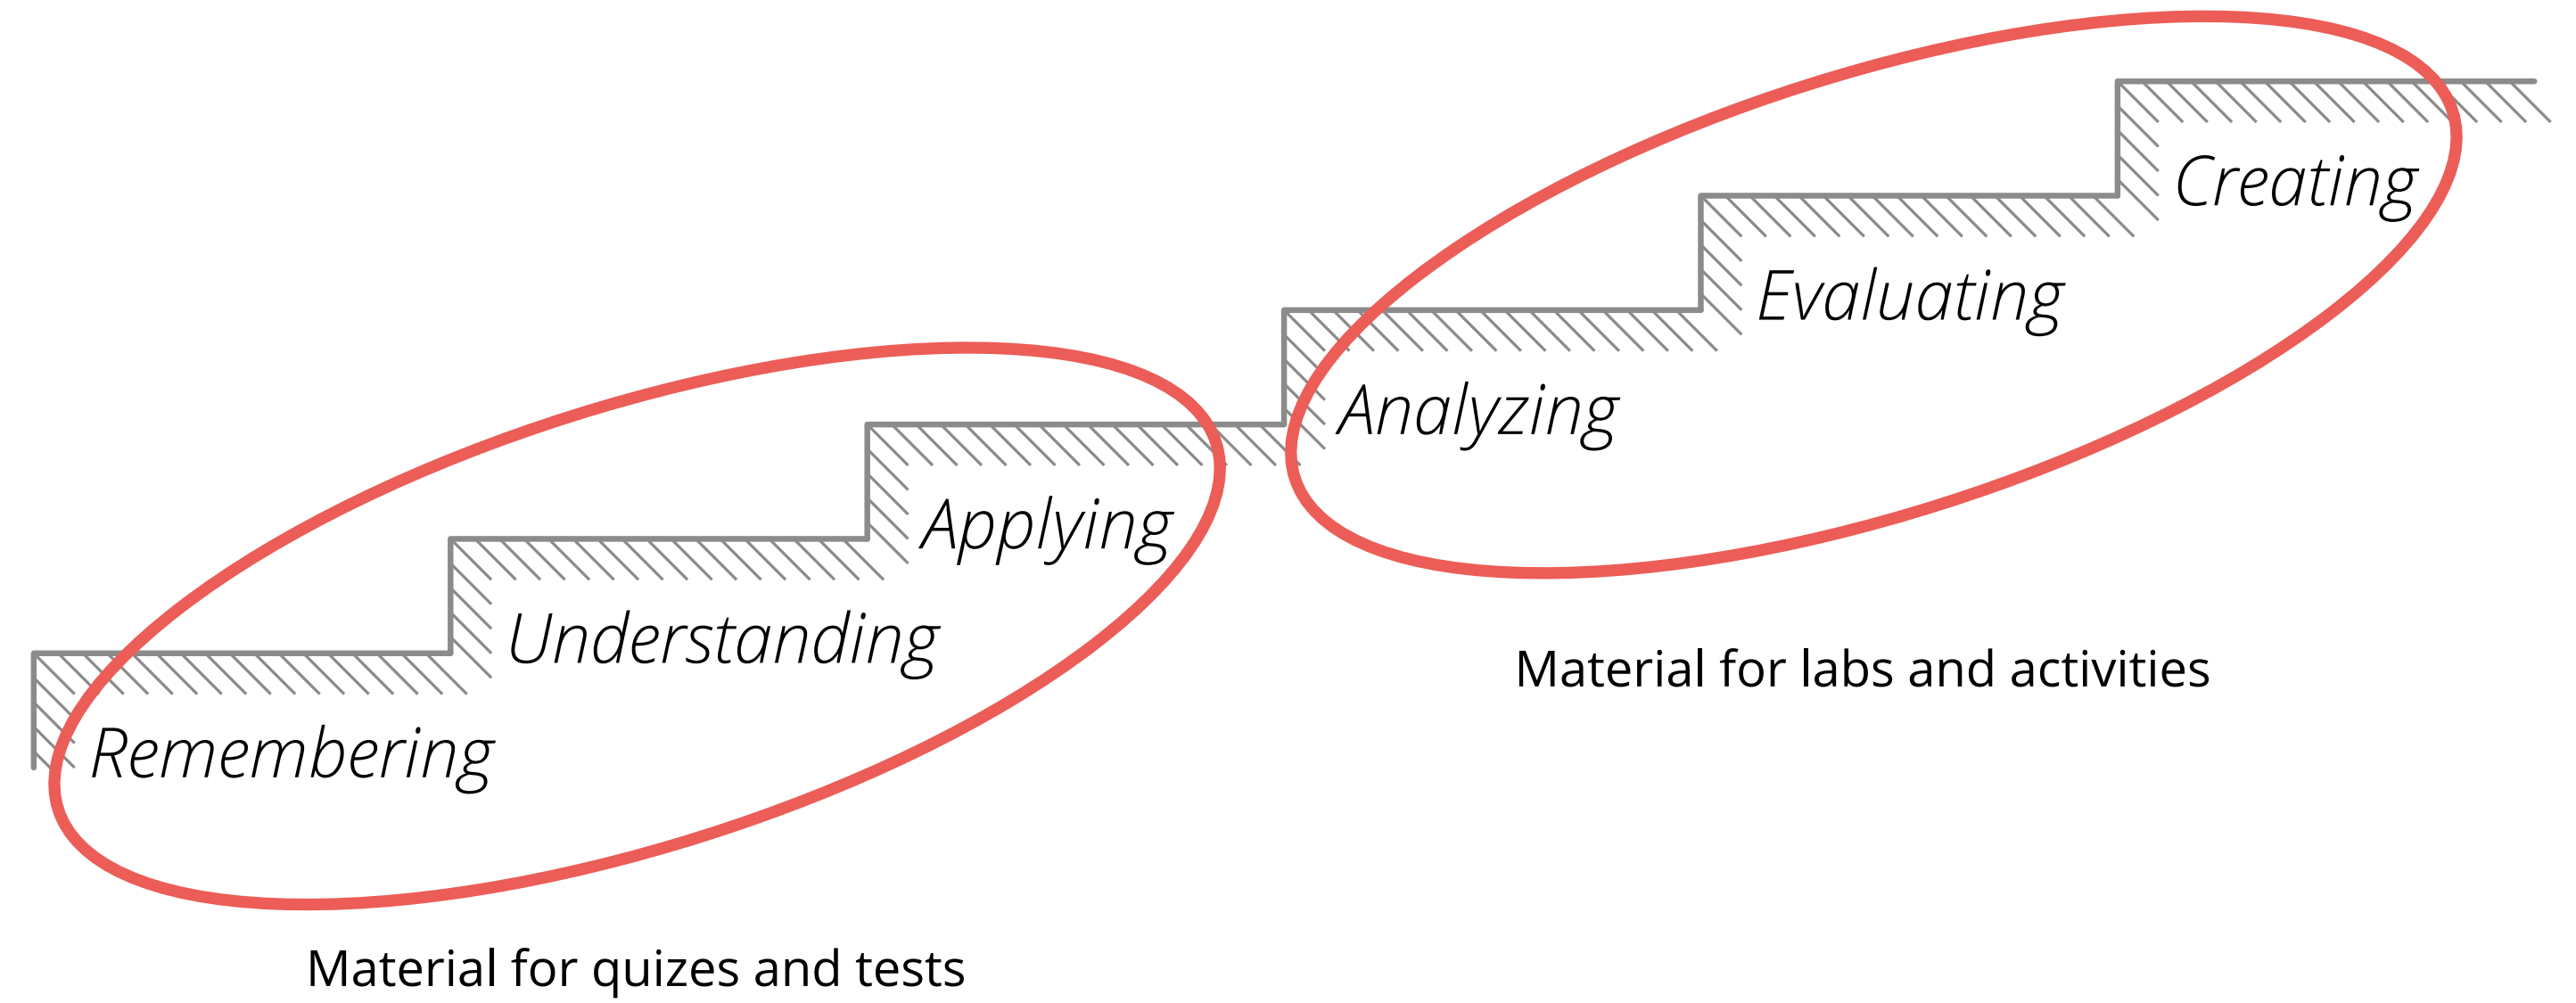 Creating
Evaluating
Analyzing
Applying
Understanding
Remembering
Material for labs and activities
Material for quizes and tests